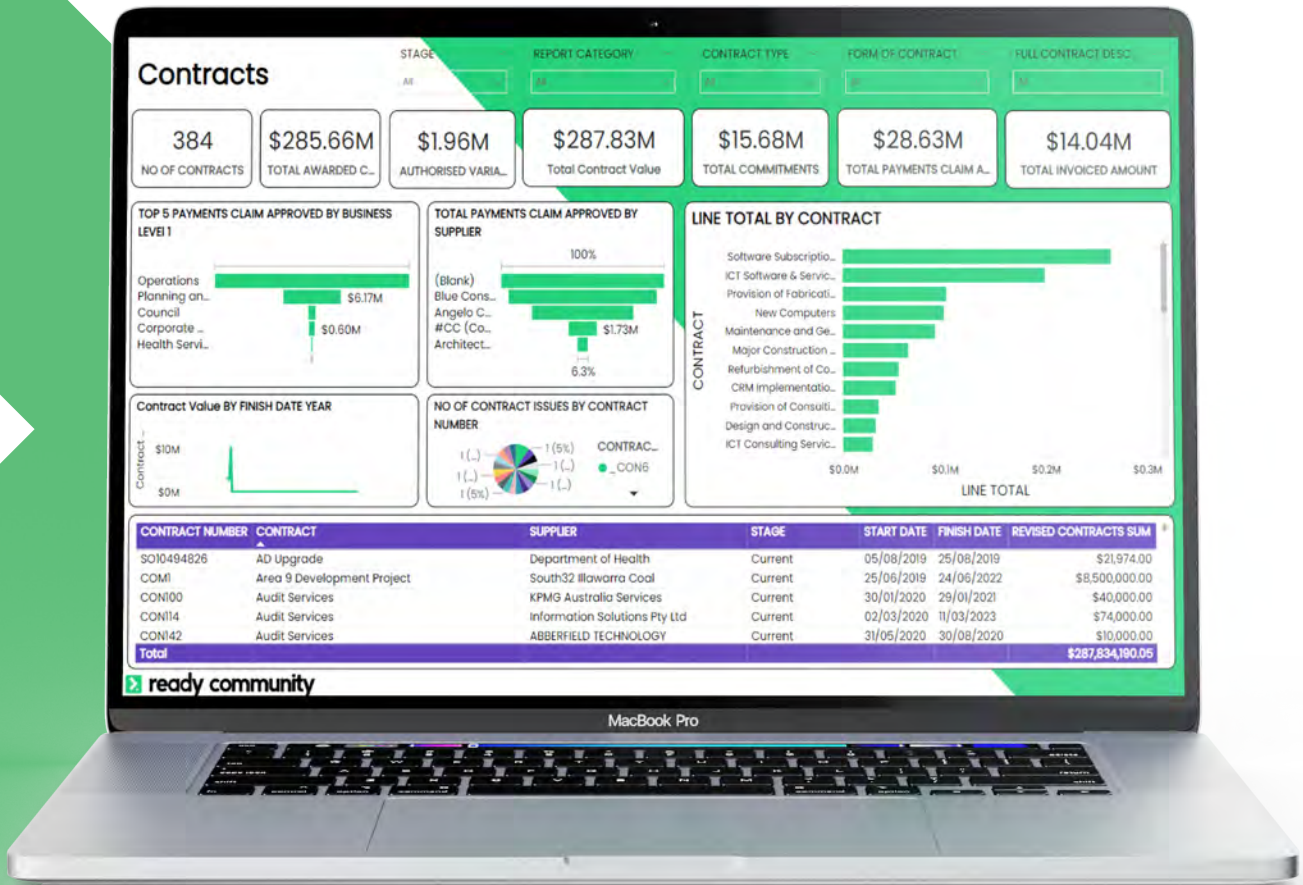 Contracts
STAGE
REPORT CATEGORY
CONTRACT TYPE
FORM OF CONTRACT
FULL CONTRACT DESC...
All
All
All
All
All
384
NO OF CONTRACTS
$285.66M
TOTAL AWARDED C...
$1.96M
AUTHORISED VARIA...
$287.83M
Total Contract Value
$15.68M
TOTAL COMMITMENTS
$28.63M
TOTAL PAYMENTS CLAIM A...
$14.04M
TOTAL INVOICED AMOUNT
TOP 5 PAYMENTS CLAIM APPROVED BY BUSINESS
LEVEl 1
Operations
Planning an...
$6.17M
Council
Corporate ...
$0.60M
Health Servi...
TOTAL PAYMENTS CLAIM APPROVED BY
SUPPLIER
100%
(Blank)
Blue Cons...
Angelo C...
#CC (Co...
$1.73M
Architect...
6.3%
LINE TOTAL BY CONTRACT
CONTRACT
Software Subscriptio...
ICT Software & Servic...
Provision of Fabricati...
New Computers
Maintenance and Ge...
Major Construction ...
Refurbishment of Co...
CRM Implementatio...
Provision of Consulti...
Design and Construc...
ICT Consulting Servic...
$0.0M
$0.1M
$0.2M
$0.3M
LINE TOTAL
Contract Value BY FINISH DATE YEAR
Contract ...
$10M
$0M
NO OF CONTRACT ISSUES BY CONTRACT
NUMBER
1 (...)
1 (...)
1 (5%)
1 (5%)
1 (...)
1 (...)
CONTRAC...
_CON6
CONTRACT NUMBER CONTRACT SUPPLIER STAGE START DATE FINISH DATE REVISED CONTRACTS SUM
SO10494826 AD Upgrade Department of Health Current 05/08/2019 25/08/2019 $21,974.00
COM1 Area 9 Development Project South32 Illawarra Coal Current 25/06/2019 24/06/2022 $8,500,000.00
CON100 Audit Services KPMG Australia Services Current 30/01/2020 29/01/2021 $40,000.00
CON114 Audit Services Information Solutions Pty Ltd Current 02/03/2020 11/03/2023 $74,000.00
CON142 Audit Services ABBERFIELD TECHNOLOGY Current 31/05/2020 30/08/2020 $10,000.00
Total $287,834,190.05
ready community
MacBook Pro